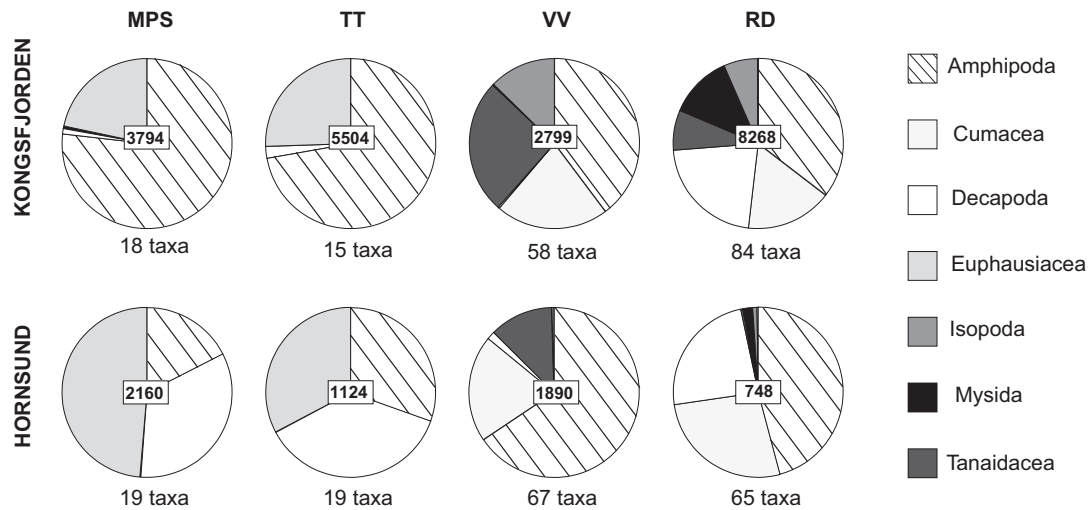 MPS TT VV RD
KONGSFJORDEN
3794 5504 2799 8268
18 taxa 15 taxa 58 taxa 84 taxa
HORNSUND
2160 1124 1890 748
19 taxa 19 taxa 67 taxa 65 taxa
Amphipoda
Cumacea
Decapoda
Euphausiacea
Isopoda
Mysida
Tanaidacea